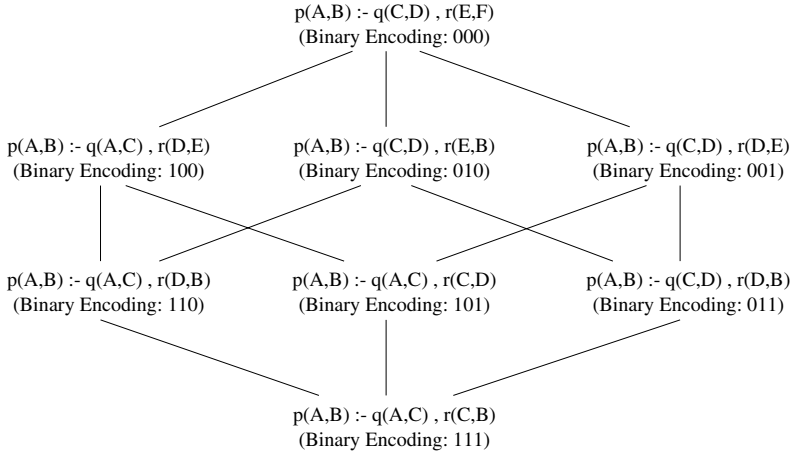 p(A,B) :- q(C,D) , r(E,F)
(Binary Encoding: 000)
p(A,B) :- q(A,C) , r(D,E)
(Binary Encoding: 100)
p(A,B) :- q(C,D) , r(E,B)
(Binary Encoding: 010)
p(A,B) :- q(C,D) , r(D,E)
(Binary Encoding: 001)
p(A,B) :- q(A,C) , r(D,B)
(Binary Encoding: 110)
p(A,B) :- q(A,C) , r(C,D)
(Binary Encoding: 101)
p(A,B) :- q(C,D) , r(D,B)
(Binary Encoding: 011)
p(A,B) :- q(A,C) , r(C,B)
(Binary Encoding: 111)